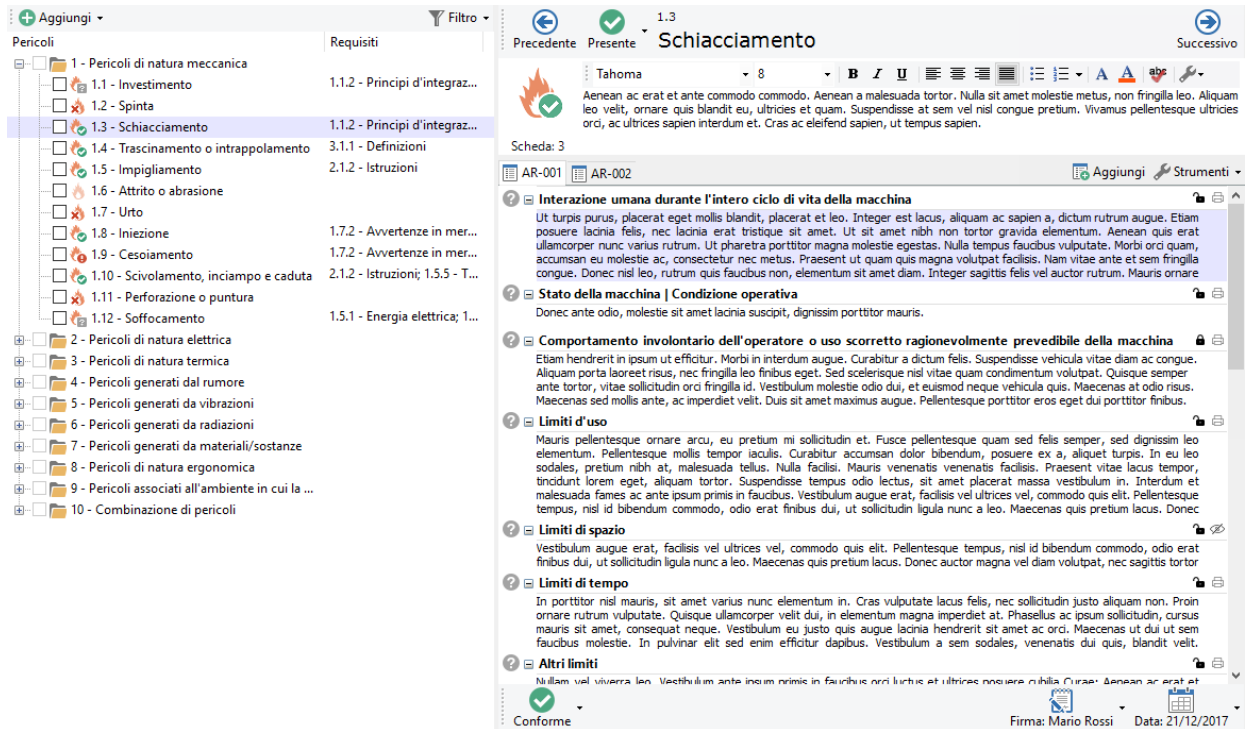 Aggiungi
Filtro
Pericoli
Requisiti
1 - Pericoli di natura meccanica
1.1 - Investimento
1.1.2 - Principi d'integraz...
1.2 - Spinta
1.3 - Schiacciamento
1.1.2 - Principi d'integraz...
1.4 - Trascinamento o intrappolamento
3.1.1 - Definizioni
1.5 - Impigliamento
2.1.2 - Istruzioni
1.6 - Attrito o abrasione
1.7 - Urto
1.8 - Iniezione
1.7.2 - Avvertenze in mer...
1.9 - Cesoiamento
1.7.2 - Avvertenze in mer...
1.10 - Scivolamento, inciampo e caduta
2.1.2 - Istruzioni; 1.5.5 - T...
1.11 - Perforazione o puntura
1.12 - Soffocamento
1.5.1 - Energia elettrica; 1...
2 - Pericoli di natura elettrica
3 - Pericoli di natura termica
4 - Pericoli generati dal rumore
5 - Pericoli generati da vibrazioni
6 - Pericoli generati da radiazioni
7 - Pericoli generati da materiali/sostanze
8 - Pericoli di natura ergonomica
9 - Pericoli associati all'ambiente in cui la ...
10 - Combinazione di pericoli
Precedente
Presente
1.3
Schiacciamento
Successivo
Tahoma
8
B I U
A A abc
Aenean ac erat et ante commodo commodo. Aenean a malesuada tortor. Nulla sit amet molestie metus, non fringilla leo. Aliquam
leo velit, ornare quis blandit eu, ultricies et quam. Suspendisse at sem vel nisl congue pretium. Vivamus pellentesque ultricies
orci, ac ultrices sapien interdum et. Cras ac eleifend sapien, ut tempus sapien.
Scheda: 3
AR-001
AR-002
Aggiungi
Strumenti
Interazione umana durante l'intero ciclo di vita della macchina
Ut turpis purus, placerat eget mollis blandit, placerat et leo. Integer est lacus, aliquam ac sapien a, dictum rutrum augue. Etiam
posuere lacinia felis, nec lacinia erat tristique sit amet. Ut sit amet nibh non tortor gravida elementum. Aenean quis erat
ullamcorper nunc varius rutrum. Ut pharetra porttitor magna molestie egestas. Nulla tempus faucibus vulputate. Morbi orci quam,
accumsan eu molestie ac, consectetur nec metus. Praesent ut quam quis magna volutpat facilisis. Nam vitae ante et sem fringilla
congue. Donec nisl leo, rutrum quis faucibus non, elementum sit amet diam. Integer sagittis felis vel auctor rutrum. Mauris ornare
Stato della macchina | Condizione operativa
Donec ante odio, molestie sit amet lacinia suscipit, dignissim porttitor mauris.
Comportamento involontario dell'operatore o uso scorretto ragionevolmente prevedibile della macchina
Etiam hendrerit in ipsum ut efficitur. Morbi in interdum augue. Curabitur a dictum felis. Suspendisse vehicula vitae diam ac congue.
Aliquam porta laoreet risus, nec fringilla leo finibus eget. Sed scelerisque nisl vitae quam condimentum volutpat. Quisque semper
ante tortor, vitae sollicitudin orci fringilla id. Vestibulum molestie odio dui, et euismod neque vehicula quis. Maecenas at odio risus.
Maecenas sed mollis ante, ac imperdiet velit. Duis sit amet maximus augue. Pellentesque porttitor eros eget dui porttitor finibus.
Limiti d'uso
Mauris pellentesque ornare arcu, eu pretium mi sollicitudin et. Fusce pellentesque quam sed felis semper, sed dignissim leo
elementum. Pellentesque mollis tempor iaculis. Curabitur accumsan dolor bibendum, posuere ex a, aliquet turpis. In eu leo
sodales, pretium nibh at, malesuada tellus. Nulla facilisi. Mauris venenatis venenatis facilisis. Praesent vitae lacus tempor,
tincidunt lorem eget, aliquam tortor. Suspendisse tempus odio lectus, sit amet placerat massa vestibulum in. Interdum et
malesuada fames ac ante ipsum primis in faucibus. Vestibulum augue erat, facilisis vel ultrices vel, commodo quis elit. Pellentesque
tempus, nisl id bibendum commodo, odio erat finibus dui, ut sollicitudin ligula nunc a leo. Maecenas quis pretium lacus. Donec
Limiti di spazio
Vestibulum augue erat, facilisis vel ultrices vel, commodo quis elit. Pellentesque tempus, nisl id bibendum commodo, odio erat
finibus dui, ut sollicitudin ligula nunc a leo. Maecenas quis pretium lacus. Donec auctor magna vel diam volutpat, nec sagittis tortor
Limiti di tempo
In porttitor nisl mauris, sit amet varius nunc elementum in. Cras vulputate lacus felis, nec sollicitudin justo aliquam non. Proin
ornare rutrum vulputate. Quisque ullamcorper velit dui, in elementum magna imperdiet at. Phasellus ac ipsum sollicitudin, cursus
mauris sit amet, consequat neque. Vestibulum eu justo quis augue lacinia hendrerit sit amet ac orci. Maecenas ut dui ut sem
faucibus molestie. In pulvinar elit sed enim efficitur dapibus. Vestibulum a sem sodales, venenatis dui quis, blandit velit.
Altri limiti
Nullam vel viverra leo. Vestibulum ante ipsum primis in faucibus orci luctus et ultrices posuere cubilia Curae; Aenean ac erat et
Conforme
Firma: Mario Rossi
Data: 21/12/2017